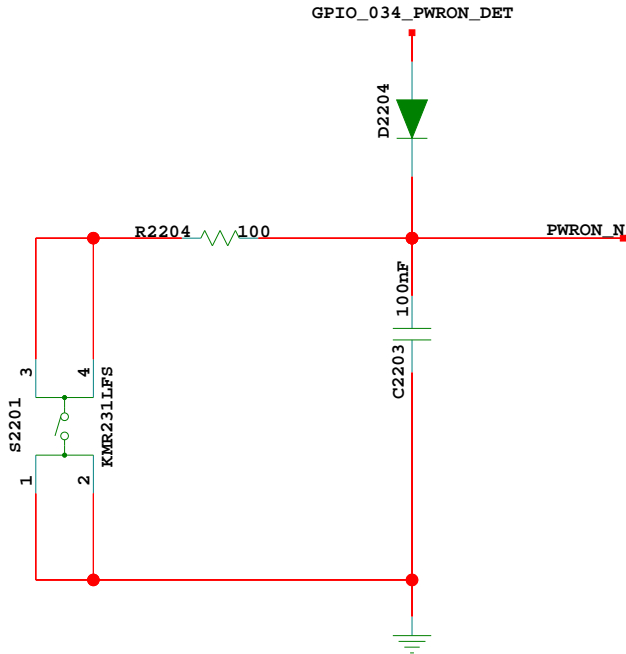 GPIO_034_PWRON_DET
D2204
R2204
100
PWRON_N
100nF
C2203
3
4
S2201
KMR231LFS
1
2